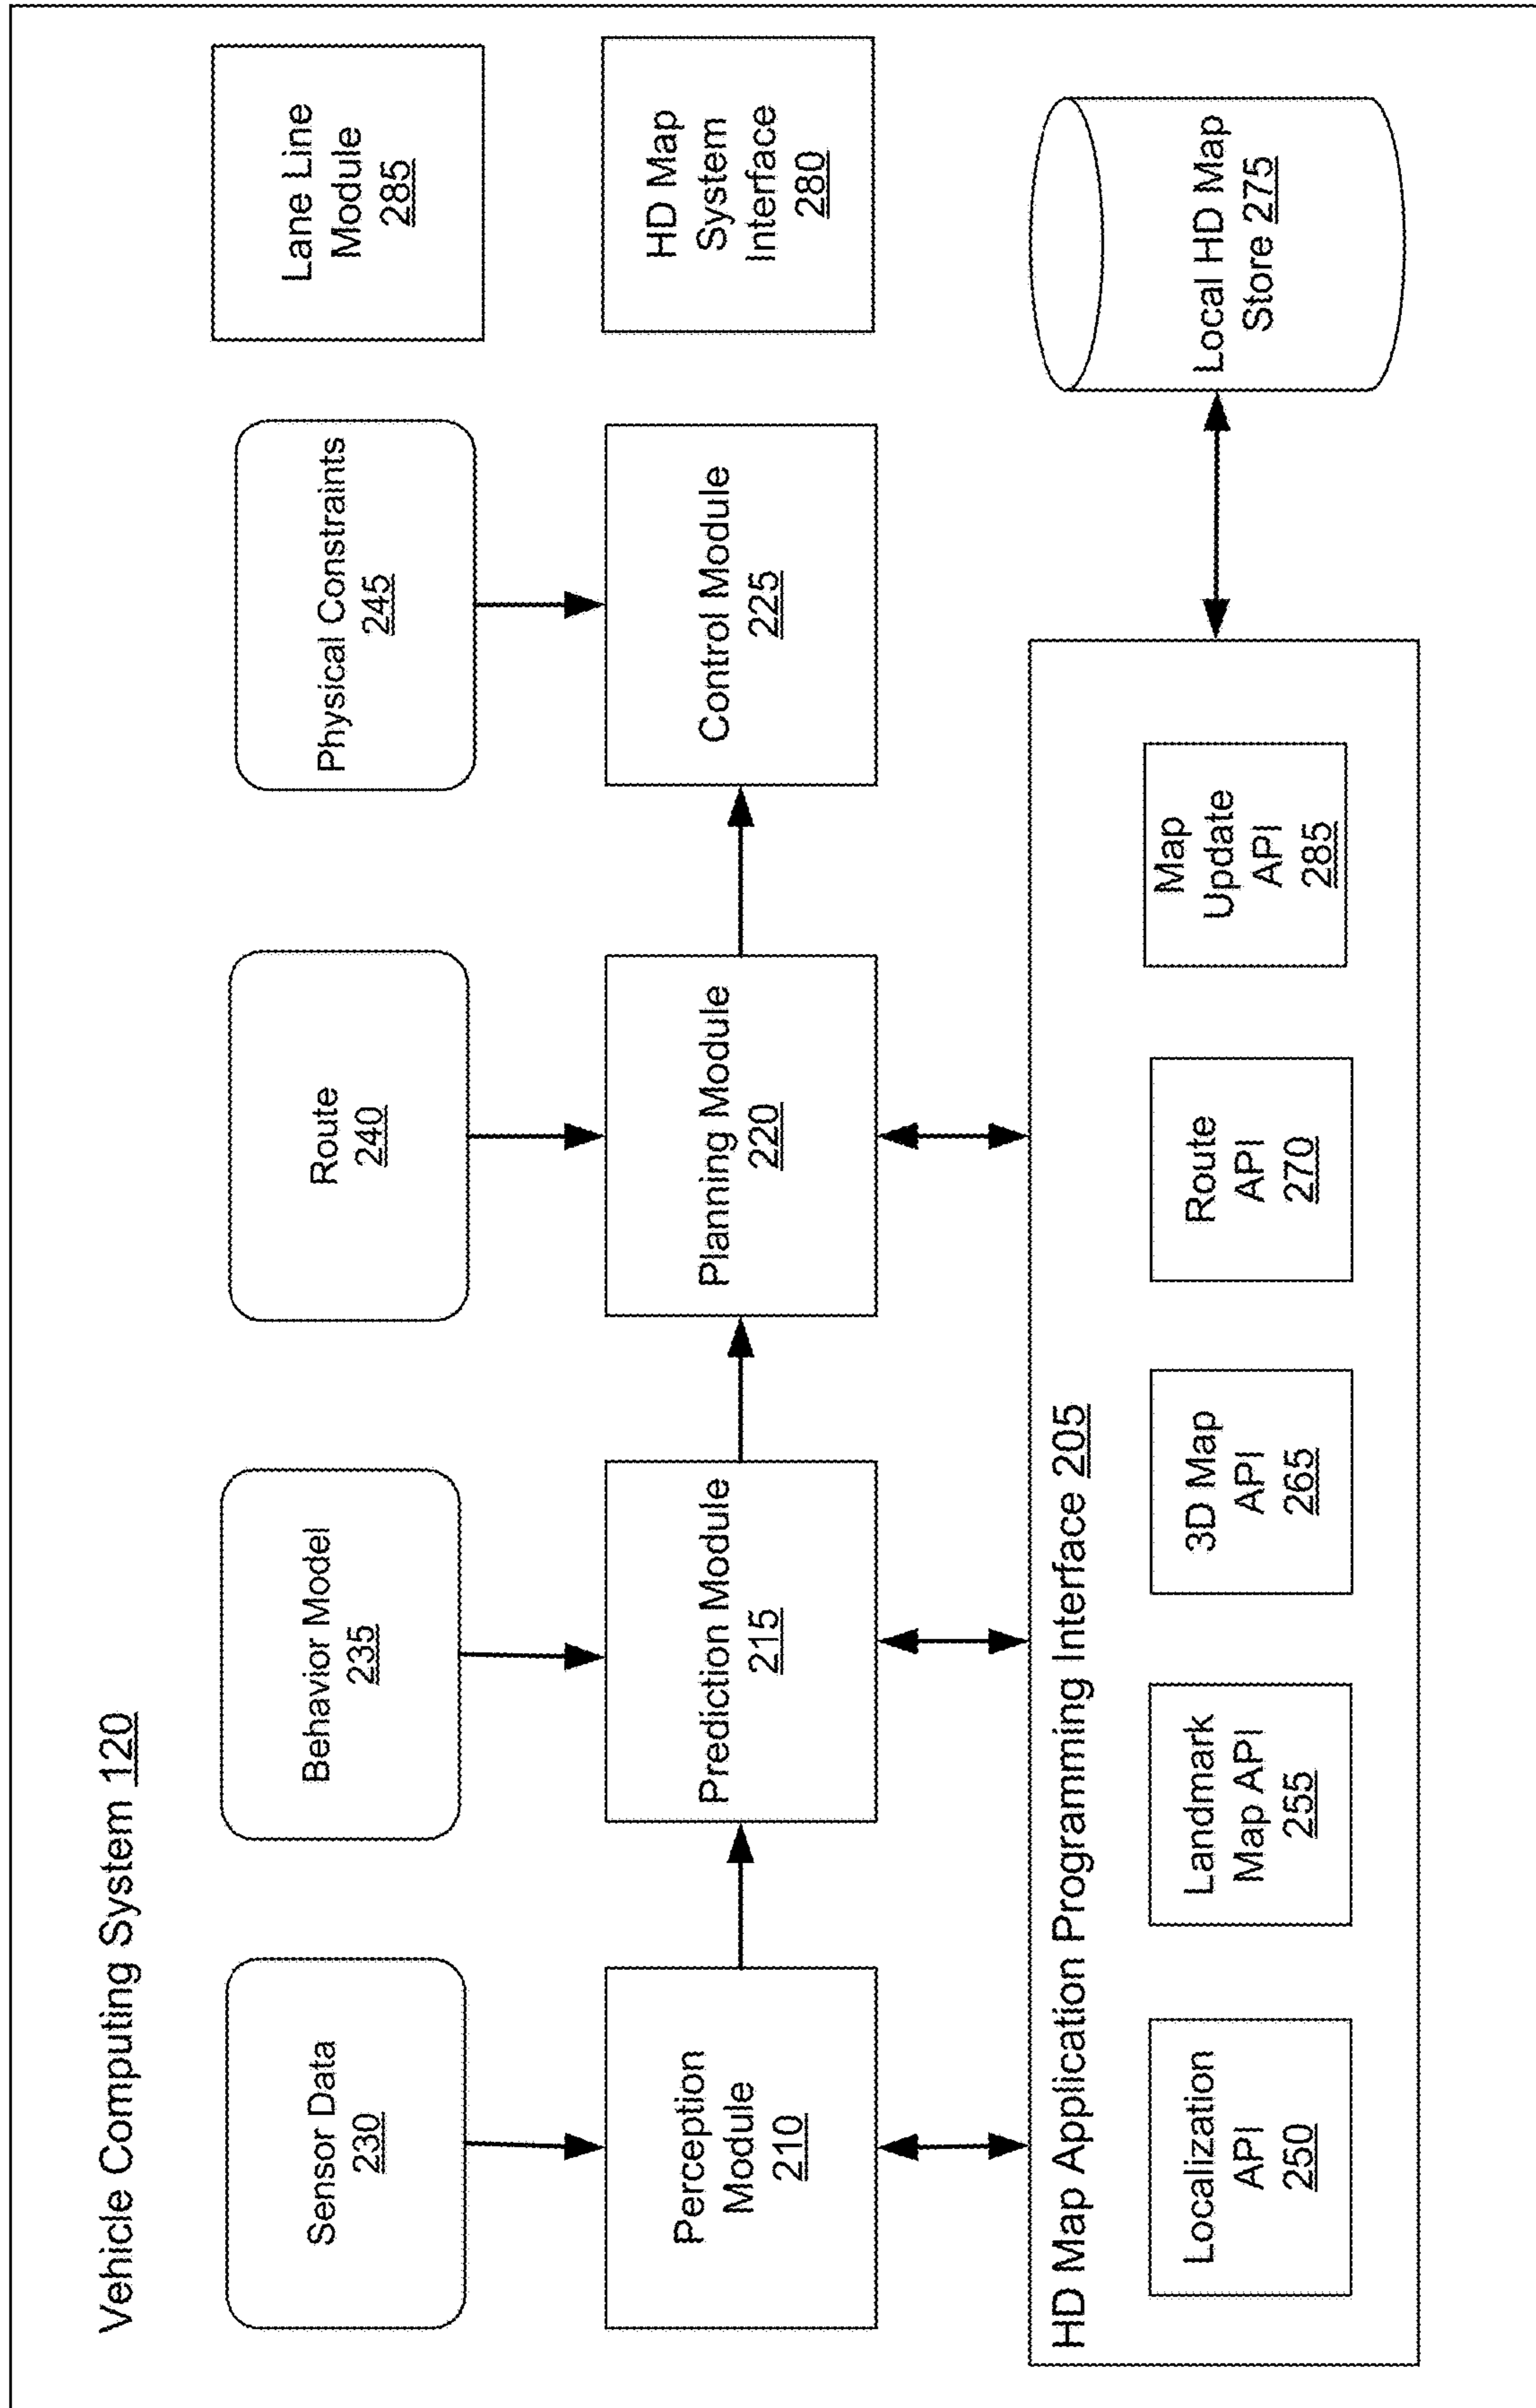 Vehicle Computing System 120
Sensor Data
230
Behavior Model
235
Route
240
Physical Constraints
245
Lane Line
Module
285
Perception
Module
210
Prediction Module
215
Planning Module
220
Control Module
225
HD Map
System
Interface
280
HD Map Application Programming Interface 205
Localization
API
250
Landmark
Map API
255
3D Map
API
265
Route
API
270
Map
Update
API
285
Local HD Map
Store 275